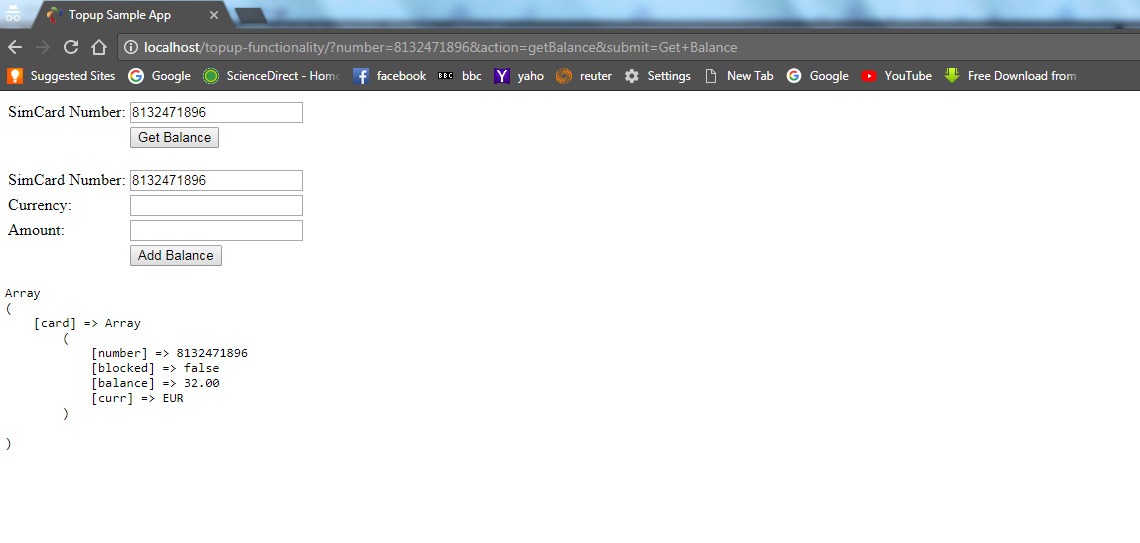 Topup Sample App
localhost/topup-functionality/?number=8132471896&action=getBalance&submit=Get+Balance
Suggested Sites Google ScienceDirect - Home facebook BBC bbc yaho reuter Settings New Tab Google YouTube Free Download from
SimCard Number: 8132471896
Get Balance
SimCard Number: 8132471896
Currency:
Amount:
Add Balance
Array
(
[card] => Array
(
[number] => 8132471896
[blocked] => false
[balance] => 32.00
[curr] => EUR
)
)